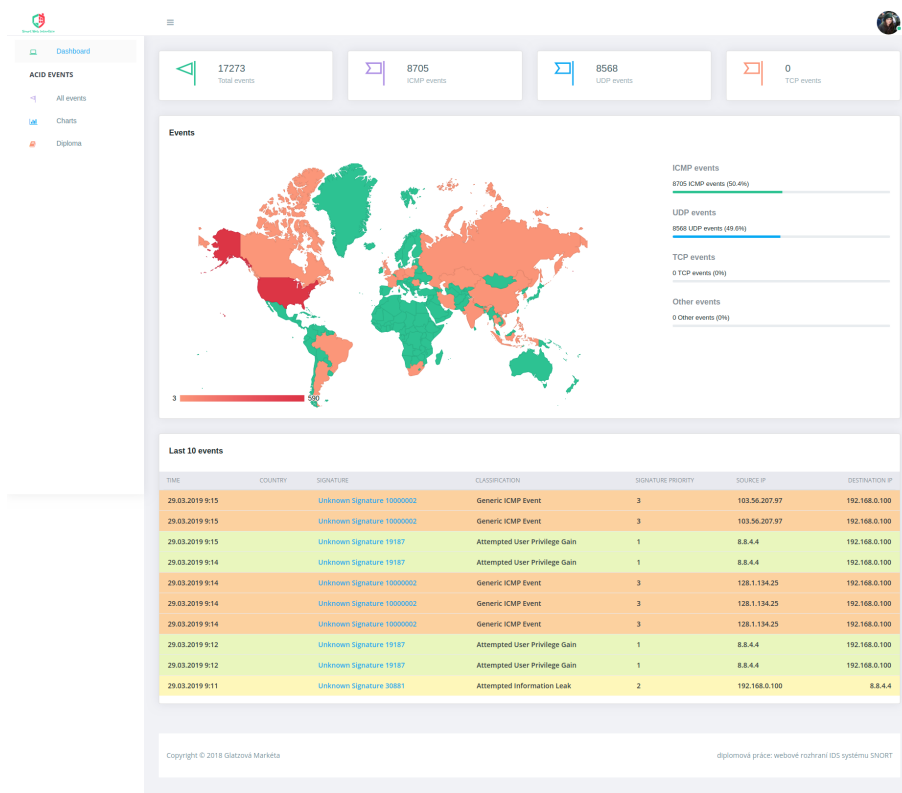 Dashboard
ACID EVENTS
All events
Charts
Diploma
17273
Total events
8705
ICMP events
8568
UDP events
0
TCP events
Events
ICMP events
8705 ICMP events (50.4%)
UDP events
8568 UDP events (49.6%)
TCP events
0 TCP events (0%)
Other events
0 Other events (0%)
3 590
Last 10 events
TIME COUNTRY SIGNATURE CLASSIFICATION SIGNATURE PRIORITY SOURCE IP DESTINATION IP
29.03.2019 9:15 Unknown Signature 10000002 Generic ICMP Event 3 103.56.207.97 192.168.0.100
29.03.2019 9:15 Unknown Signature 10000002 Generic ICMP Event 3 103.56.207.97 192.168.0.100
29.03.2019 9:15 Unknown Signature 19187 Attempted User Privilege Gain 1 8.8.4.4 192.168.0.100
29.03.2019 9:14 Unknown Signature 19187 Attempted User Privilege Gain 1 8.8.4.4 192.168.0.100
29.03.2019 9:14 Unknown Signature 10000002 Generic ICMP Event 3 128.1.134.25 192.168.0.100
29.03.2019 9:14 Unknown Signature 10000002 Generic ICMP Event 3 128.1.134.25 192.168.0.100
29.03.2019 9:14 Unknown Signature 10000002 Generic ICMP Event 3 128.1.134.25 192.168.0.100
29.03.2019 9:12 Unknown Signature 19187 Attempted User Privilege Gain 1 8.8.4.4 192.168.0.100
29.03.2019 9:12 Unknown Signature 19187 Attempted User Privilege Gain 1 8.8.4.4 192.168.0.100
29.03.2019 9:11 Unknown Signature 30881 Attempted Information Leak 2 192.168.0.100 8.8.4.4
Copyright © 2018 Glatzová Markéta diplomová práce: webové rozhraní IDS systému SNORT